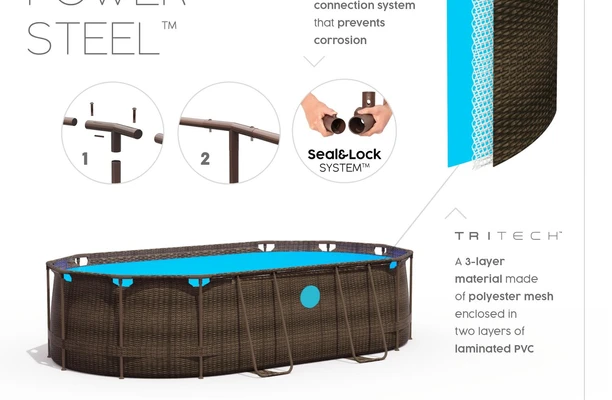 POWER
STEEL™
connection system
that prevents
corrosion
1
2
Seal&Lock
SYSTEM™
TRITECH™
A 3-layer
material made
of polyester mesh
enclosed in
two layers of
laminated PVC